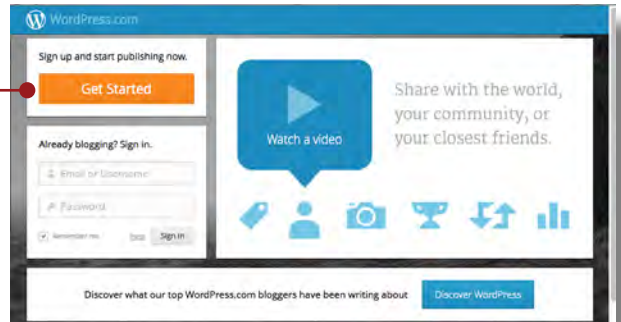 WordPress.com
Sign up and start publishing now.
Get Started
Already blogging? Sign in.
Email or Username
Password
Remember me
Sign in
Watch a video
Share with the world,
your community, or
your closest friends.
Discover what our top WordPress.com bloggers have been writing about
Discover WordPress